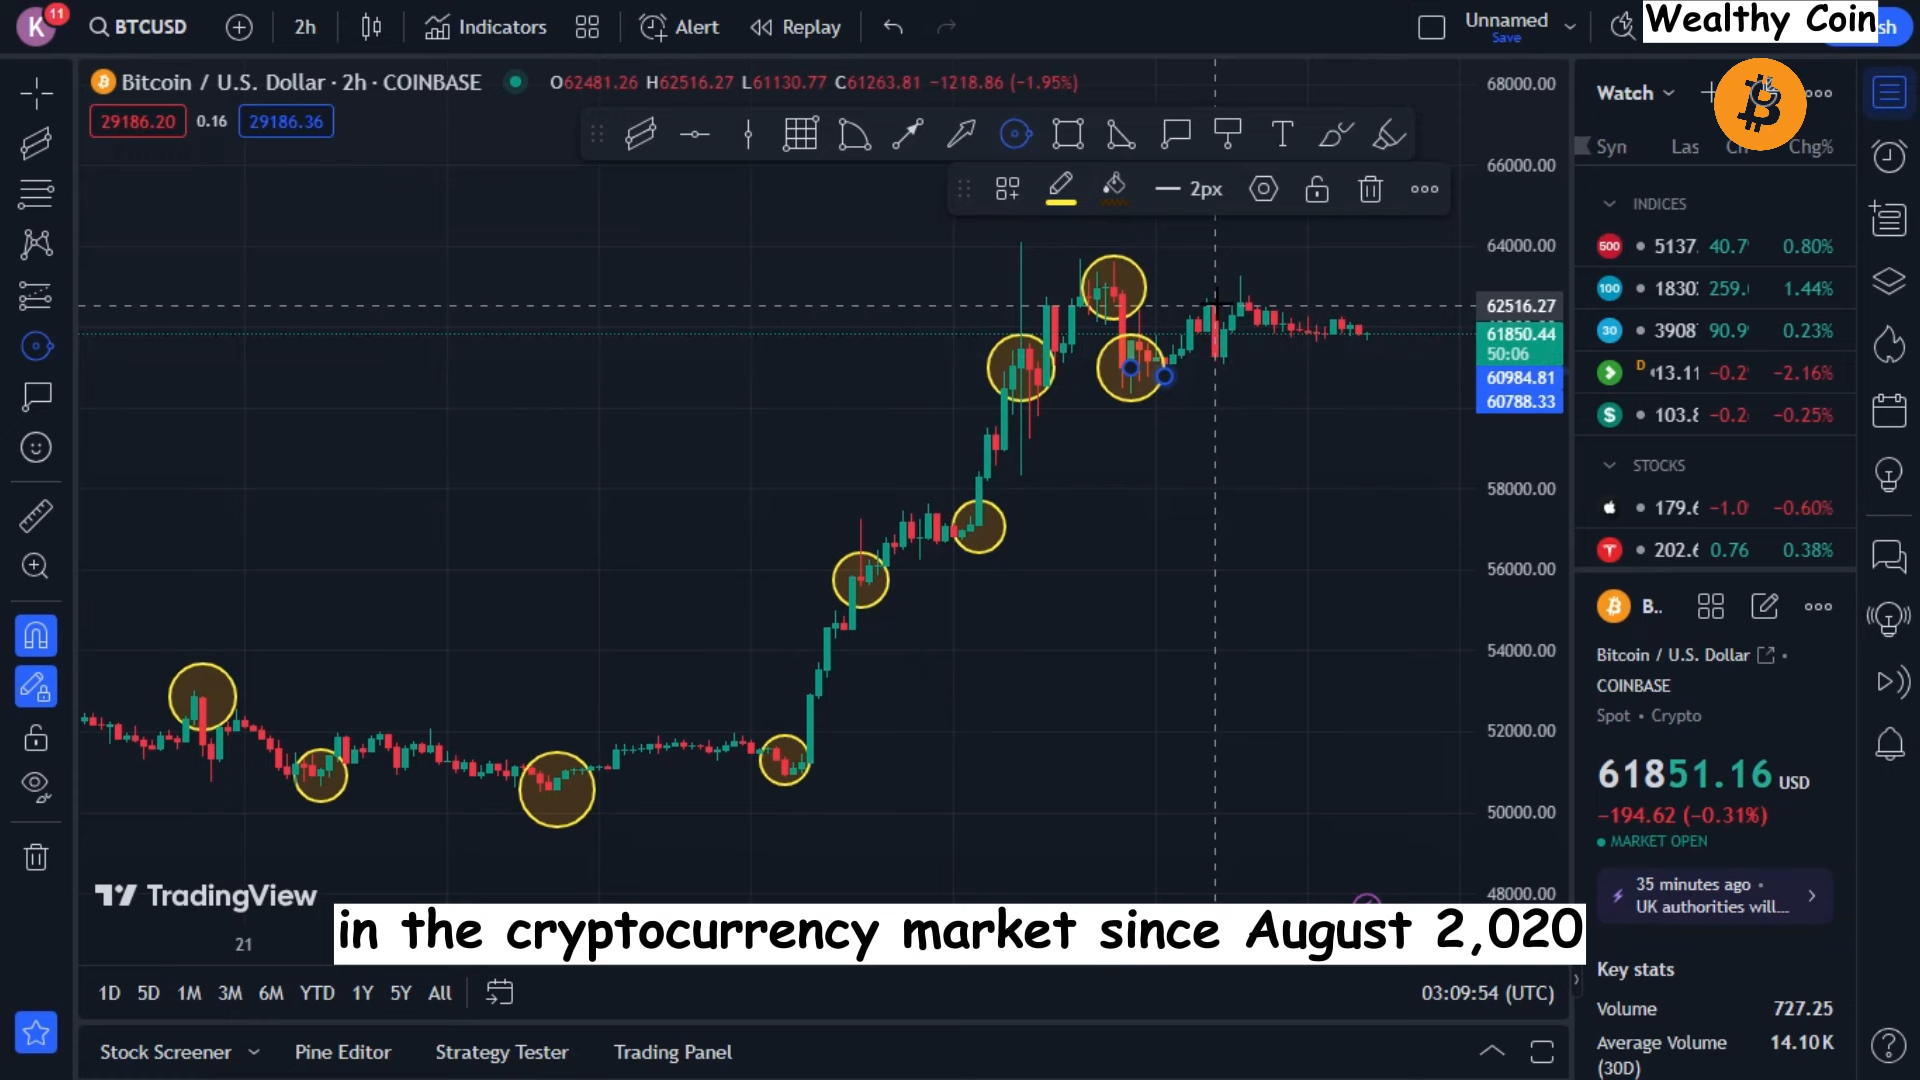 K
11
BTCUSD
2h
Indicators
Alert
Replay
Unnamed
Save
Wealthy Coin
sh
Bitcoin / U.S. Dollar · 2h · COINBASE
O62481.26 H62516.27 L61130.77 C61263.81 −1218.86 (−1.95%)
29186.20
0.16
29186.36
2px
T
68000.00
66000.00
64000.00
62516.27
61850.44
50:06
60984.81
60788.33
58000.00
56000.00
54000.00
52000.00
50000.00
48000.00
Watch
Syn
Las
Chg%
INDICES
500
5137.
40.7
0.80%
100
1830
259.
1.44%
30
3908
90.9
0.23%
D
13.11
−0.2
−2.16%
S
103.8
−0.2
−0.25%
STOCKS
179.6
−1.0
−0.60%
T
202.6
0.76
0.38%
B..
Bitcoin / U.S. Dollar
COINBASE
Spot • Crypto
61851.16 USD
−194.62 (−0.31%)
MARKET OPEN
35 minutes ago •
UK authorities will...
Key stats
Volume
727.25
Average Volume (30D)
14.10K
TradingView
21
in the cryptocurrency market since August 2,020
1D 5D 1M 3M 6M YTD 1Y 5Y All
03:09:54 (UTC)
Stock Screener
Pine Editor
Strategy Tester
Trading Panel